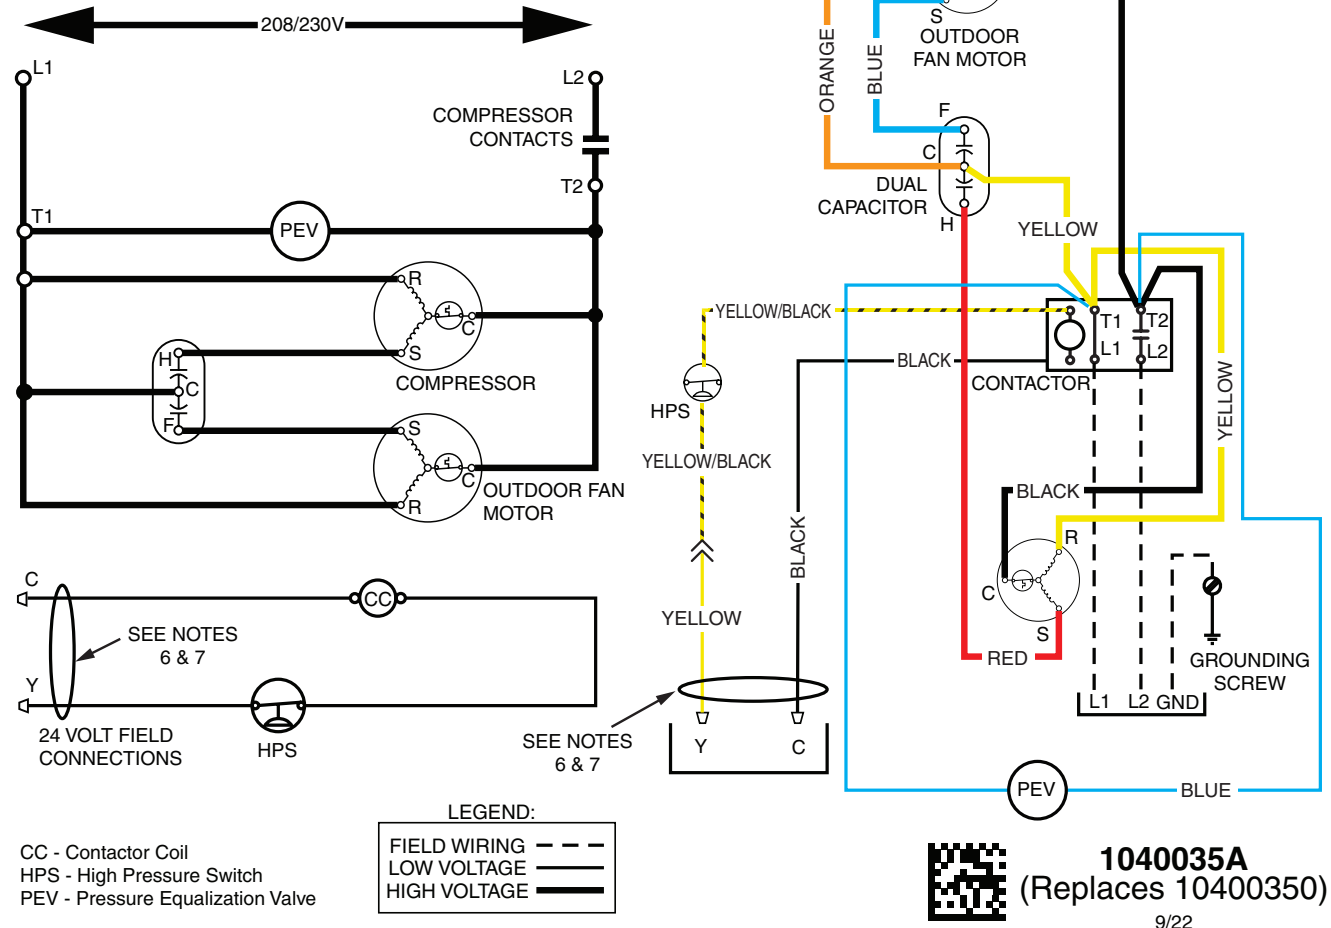 208/230V
L1
L2
COMPRESSOR
CONTACTS
T2
T1
PEV
R
C
S
COMPRESSOR
H
C
F
S
C
R
OUTDOOR FAN
MOTOR
C
CC
SEE NOTES
6 & 7
Y
24 VOLT FIELD
CONNECTIONS
HPS
CC - Contactor Coil
HPS - High Pressure Switch
PEV - Pressure Equalization Valve
LEGEND:
FIELD WIRING
LOW VOLTAGE
HIGH VOLTAGE
ORANGE
BLUE
S
OUTDOOR
FAN MOTOR
F
C
DUAL
CAPACITOR
H
YELLOW
YELLOW/BLACK
BLACK
T1
T2
L1
L2
CONTACTOR
HPS
YELLOW/BLACK
YELLOW
BLACK
BLACK
R
C
S
YELLOW
RED
GROUNDING
SCREW
L1
L2
GND
SEE NOTES
6 & 7
Y
C
PEV
BLUE
1040035A
(Replaces 10400350)
9/22